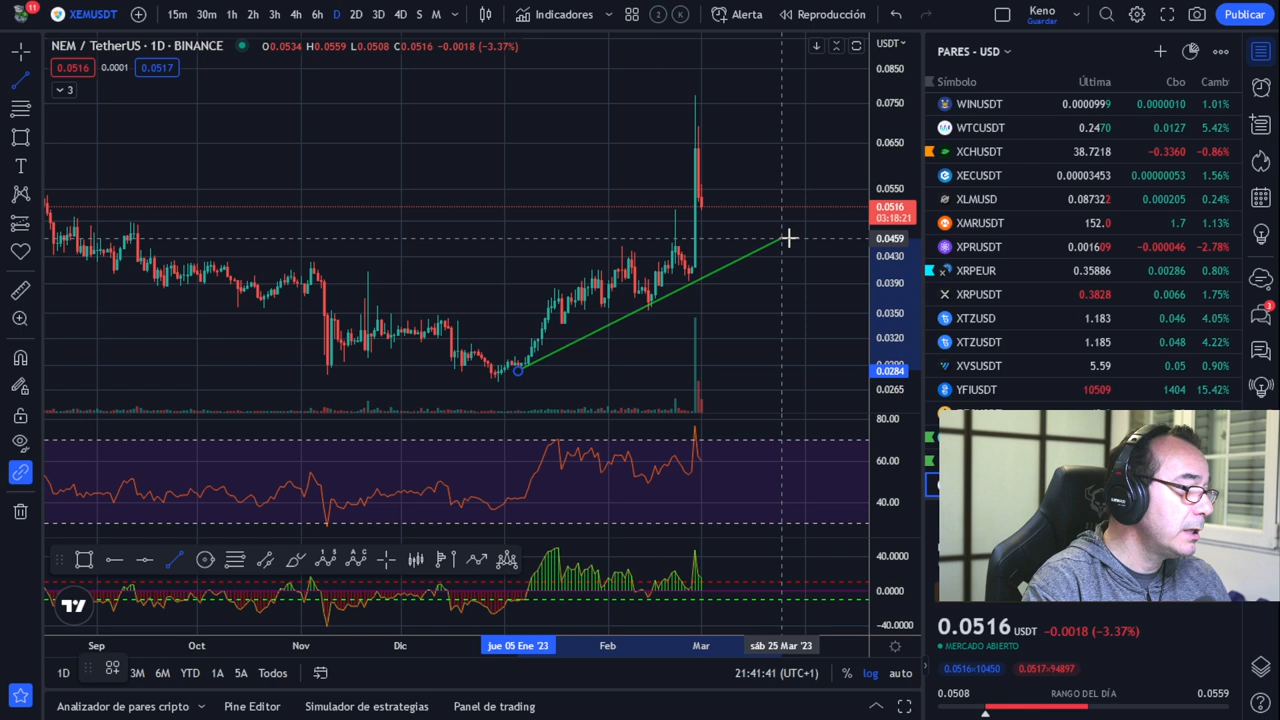 11
XEMUSDT
15m 30m 1h 2h 3h 4h 6h D 2D 3D 4D S M
Indicadores
2 K
Alerta
Reproducción
Keno
Guardar
Publicar
NEM / TetherUS · 1D · BINANCE
O0.0534 H0.0559 L0.0508 C0.0516 -0.0018 (-3.37%)
0.0516 0.0001 0.0517
3
USDT
0.0850
0.0750
0.0650
0.0550
0.0516
03:18:21
0.0459
0.0430
0.0390
0.0350
0.0320
0.0284
0.0265
80.00
60.00
40.00
40.0000
0.0000
-40.0000
Sep Oct Nov Dic jue 05 Ene '23 Feb Mar sáb 25 Mar '23
1D 3M 6M YTD 1A 5A Todos
21:41:41 (UTC+1) % log auto
Analizador de pares cripto Pine Editor Simulador de estrategias Panel de trading
PARES - USD
Símbolo Última Cbo Camb
WINUSDT 0.0000999 0.0000010 1.01%
WTCUSDT 0.2470 0.0127 5.42%
XCHUSDT 38.7218 -0.3360 -0.86%
XECUSDT 0.00003453 0.00000053 1.56%
XLMUSD 0.087322 0.000205 0.24%
XMRUSDT 152.0 1.7 1.13%
XPRUSDT 0.001609 -0.000046 -2.78%
XRPEUR 0.35886 0.00286 0.80%
XRPUSDT 0.3828 0.0066 1.75%
XTZUSD 1.183 0.046 4.05%
XTZUSDT 1.185 0.048 4.22%
XVSUSDT 5.59 0.05 0.90%
YFIUSDT 10509 1404 15.42%
3
0.0516 USDT -0.0018 (-3.37%)
MERCADO ABIERTO
0.0516×10450 0.0517×94897
0.0508 RANGO DEL DÍA 0.0559